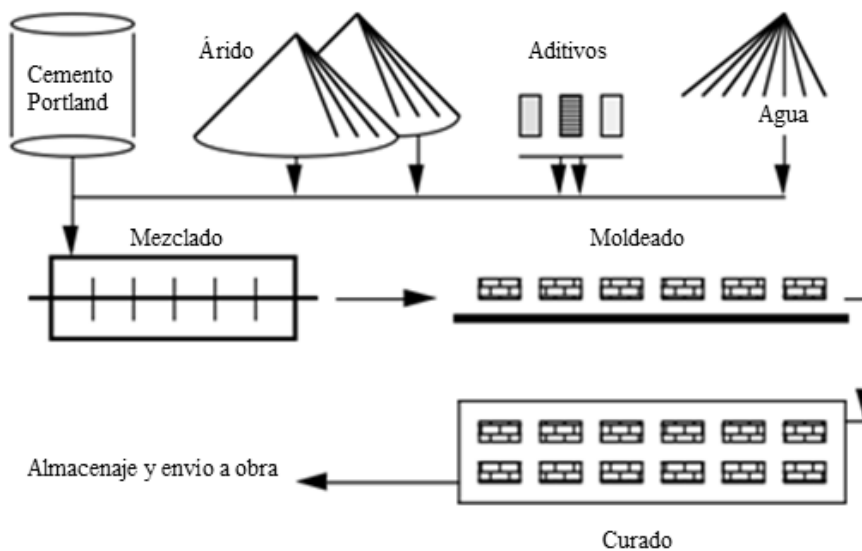 Cemento
Portland
Árido
Aditivos
Agua
Mezclado
Moldeado
Almacenaje y envio a obra
Curado